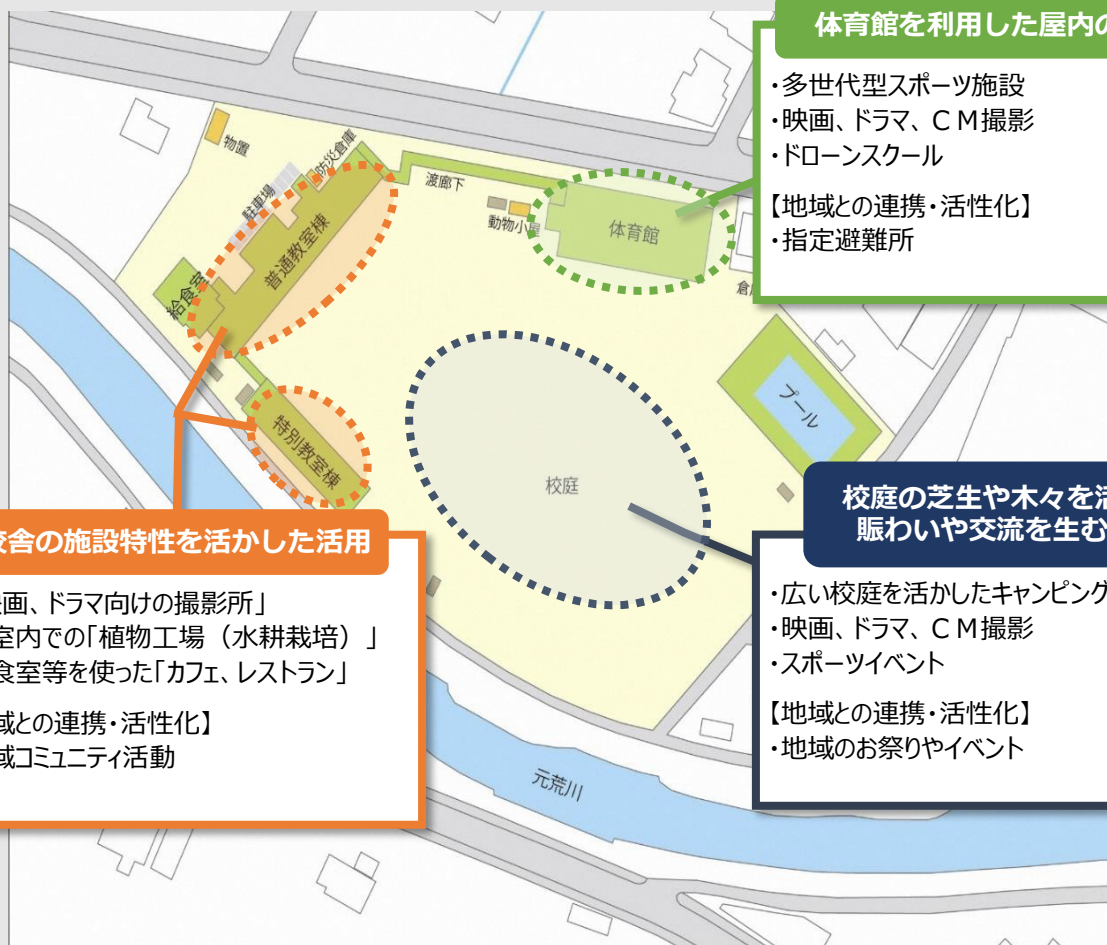 体育館を利用した屋内の
・多世代型スポーツ施設
・映画、ドラマ、ＣＭ撮影
・ドローンスクール
【地域との連携・活性化】
・指定避難所
物置
防災倉庫
駐車場
渡廊下
動物小屋
体育館
普通教室棟
給食室
特別教室棟
プール
校庭
校舎の施設特性を活かした活用
画、ドラマ向けの撮影所」
室内での「植物工場（水耕栽培）」
食室等を使った「カフェ、レストラン」
域との連携・活性化】
域コミュニティ活動
校庭の芝生や木々を活
賑わいや交流を生む
・広い校庭を活かしたキャンピング
・映画、ドラマ、ＣＭ撮影
・スポーツイベント
【地域との連携・活性化】
・地域のお祭りやイベント
元荒川